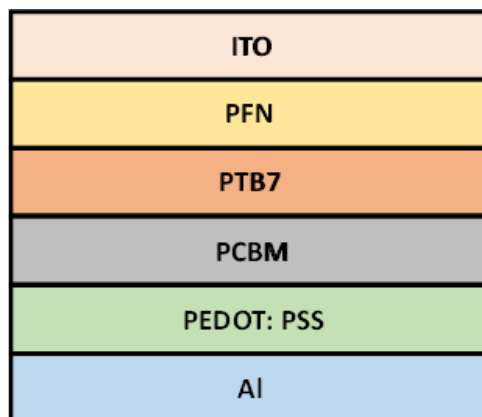 ITO
PFN
PTB7
PCBM
PEDOT: PSS
Al